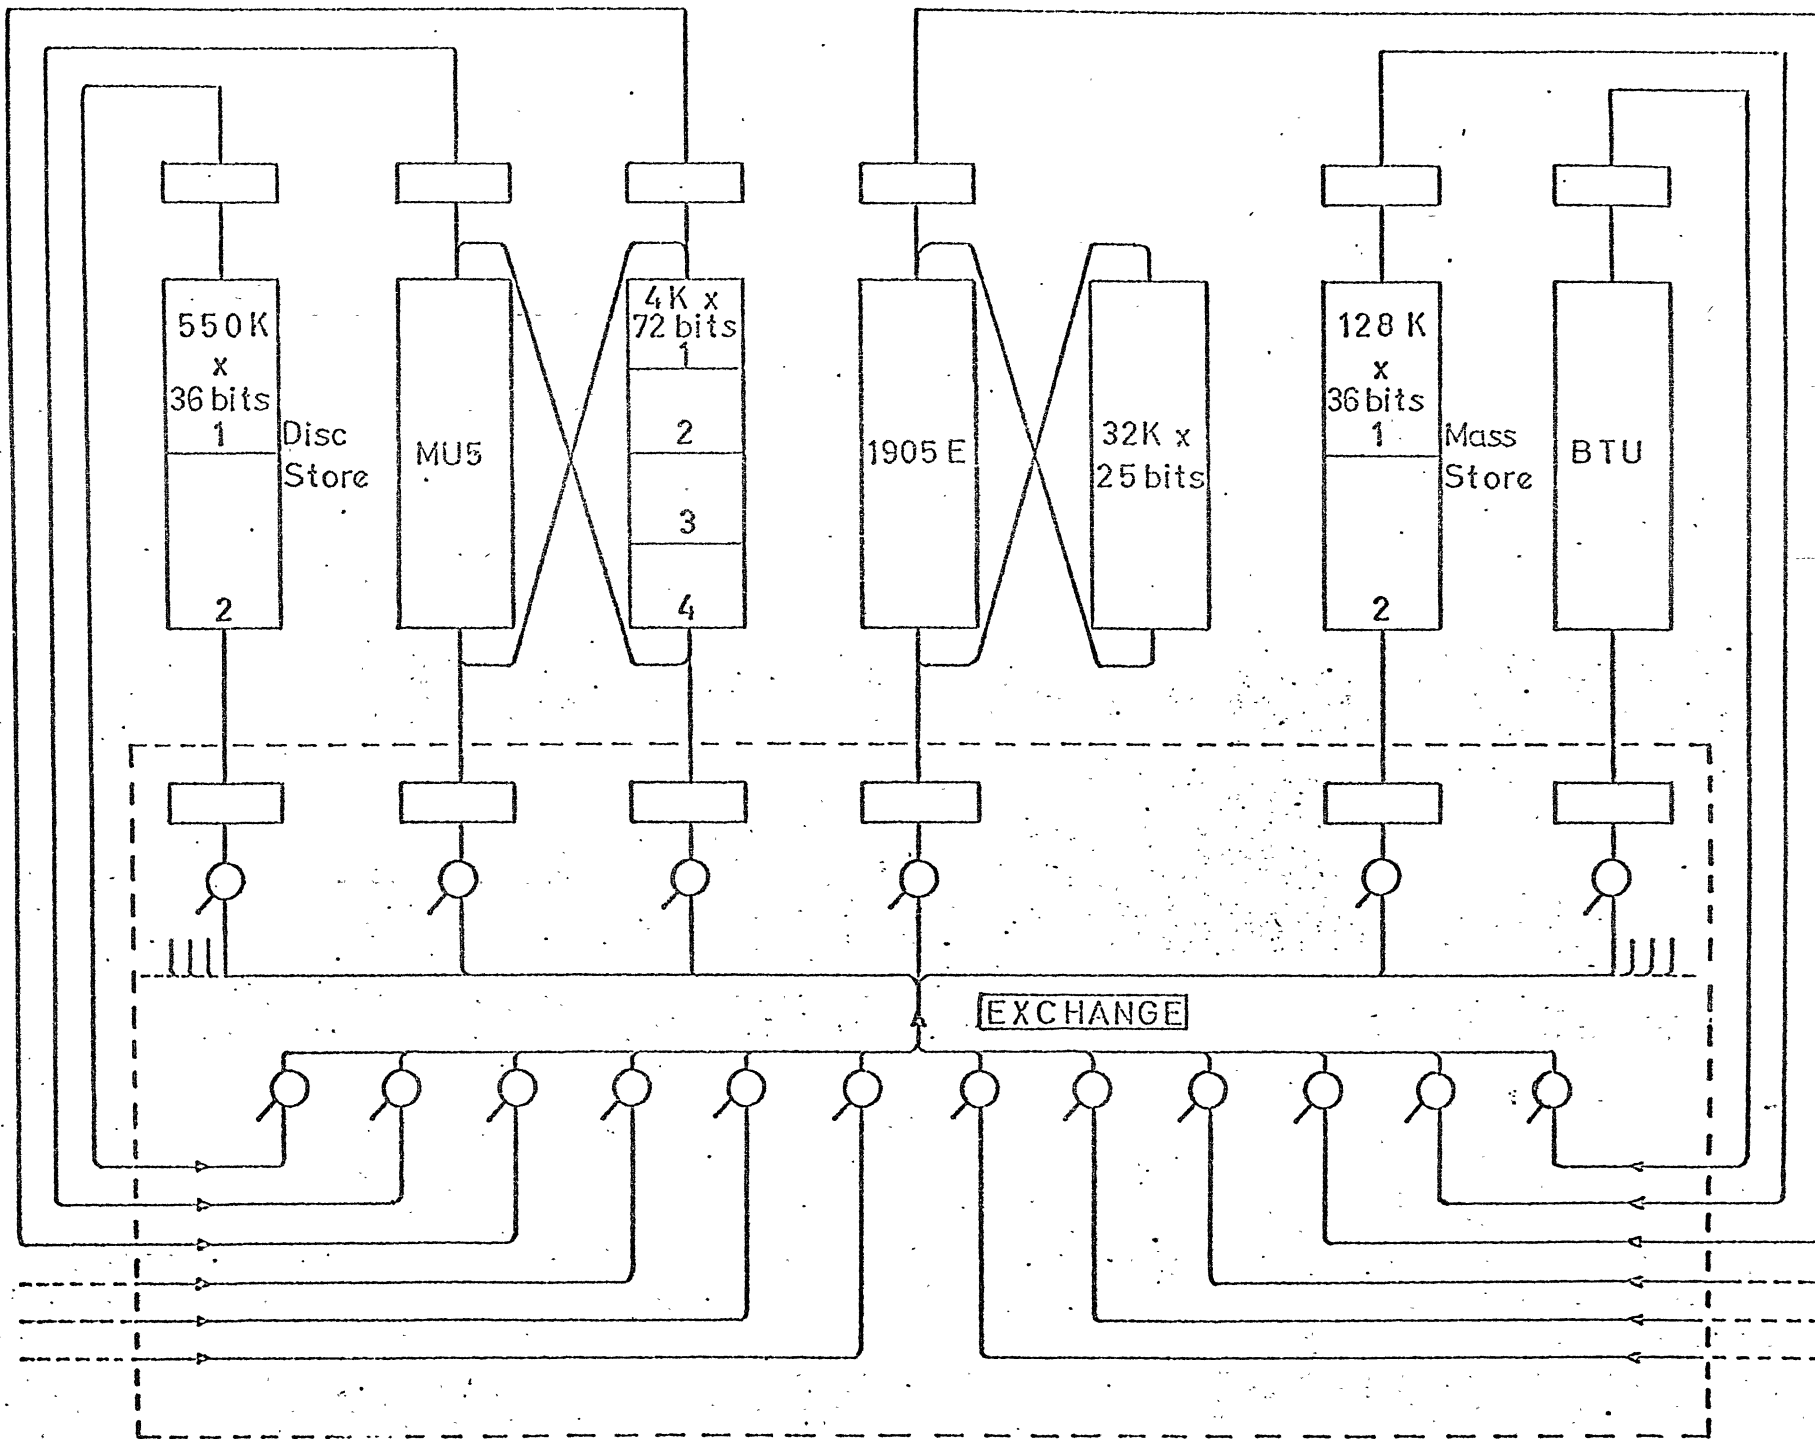 550K
x
36 bits
1
2
Disc
Store
MU5
4K x
72 bits
1
2
3
4
1905 E
32K x
25 bits
128 K
x
36 bits
1
2
Mass
Store
BTU
EXCHANGE